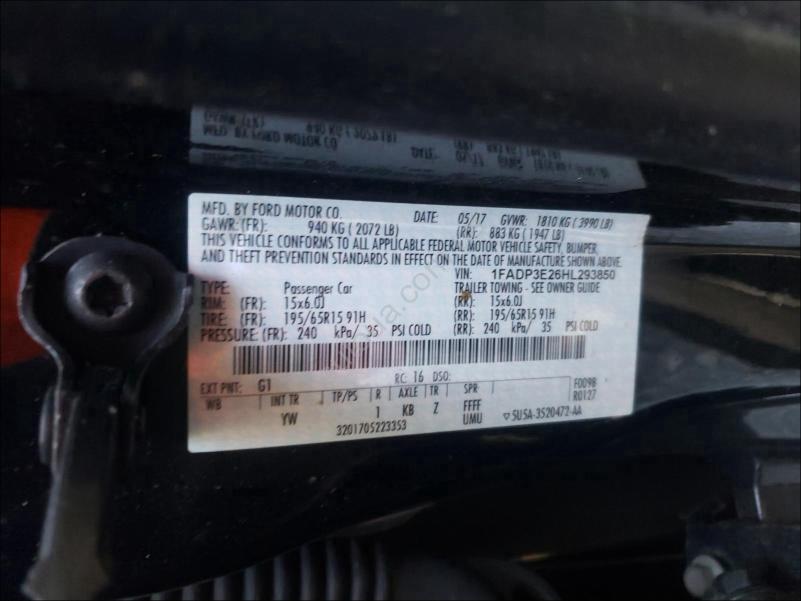 MFD. BY FORD MOTOR CO. DATE: 05/17 GVWR: 1810 KG ( 3990 LB)
GAWR:(FR): 940 KG ( 2072 LB) (RR): 883 KG ( 1947 LB)
THIS VEHICLE CONFORMS TO ALL APPLICABLE FEDERAL MOTOR VEHICLE SAFETY, BUMPER,
AND THEFT PREVENTION STANDARDS IN EFFECT ON THE DATE OF MANUFACTURE SHOWN ABOVE.
VIN: 1FADP3E26HL293850
TYPE: Passenger Car TRAILER TOWING - SEE OWNER GUIDE
RIM: (FR): 15x6.0J (RR): 15x6.0J
TIRE: (FR): 195/65R15 91H (RR): 195/65R15 91H
PRESSURE: (FR): 240 kPa/ 35 PSI COLD (RR): 240 kPa/ 35 PSI COLD
RC: 16 DSO:
EXT PNT: G1 F0098
WB INT TR TP/PS R AXLE TR SPR R0127
YW 1 KB Z FFFF
3201705223353 UMU ▽5U5A-3520472-AA